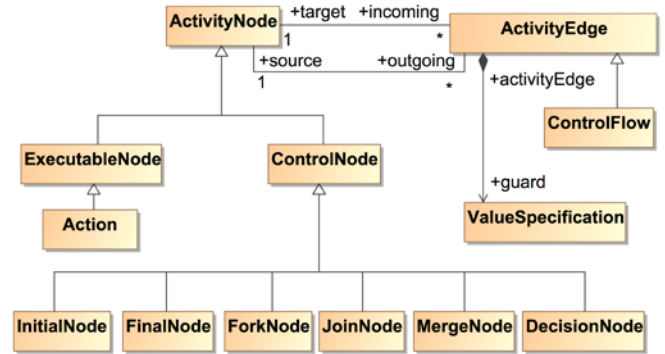 ActivityNode
+target +incoming
1 *
ActivityEdge
+source +outgoing
1 *
+activityEdge
ControlFlow
ExecutableNode
ControlNode
+guard
Action
ValueSpecification
InitialNode FinalNode ForkNode JoinNode MergeNode DecisionNode